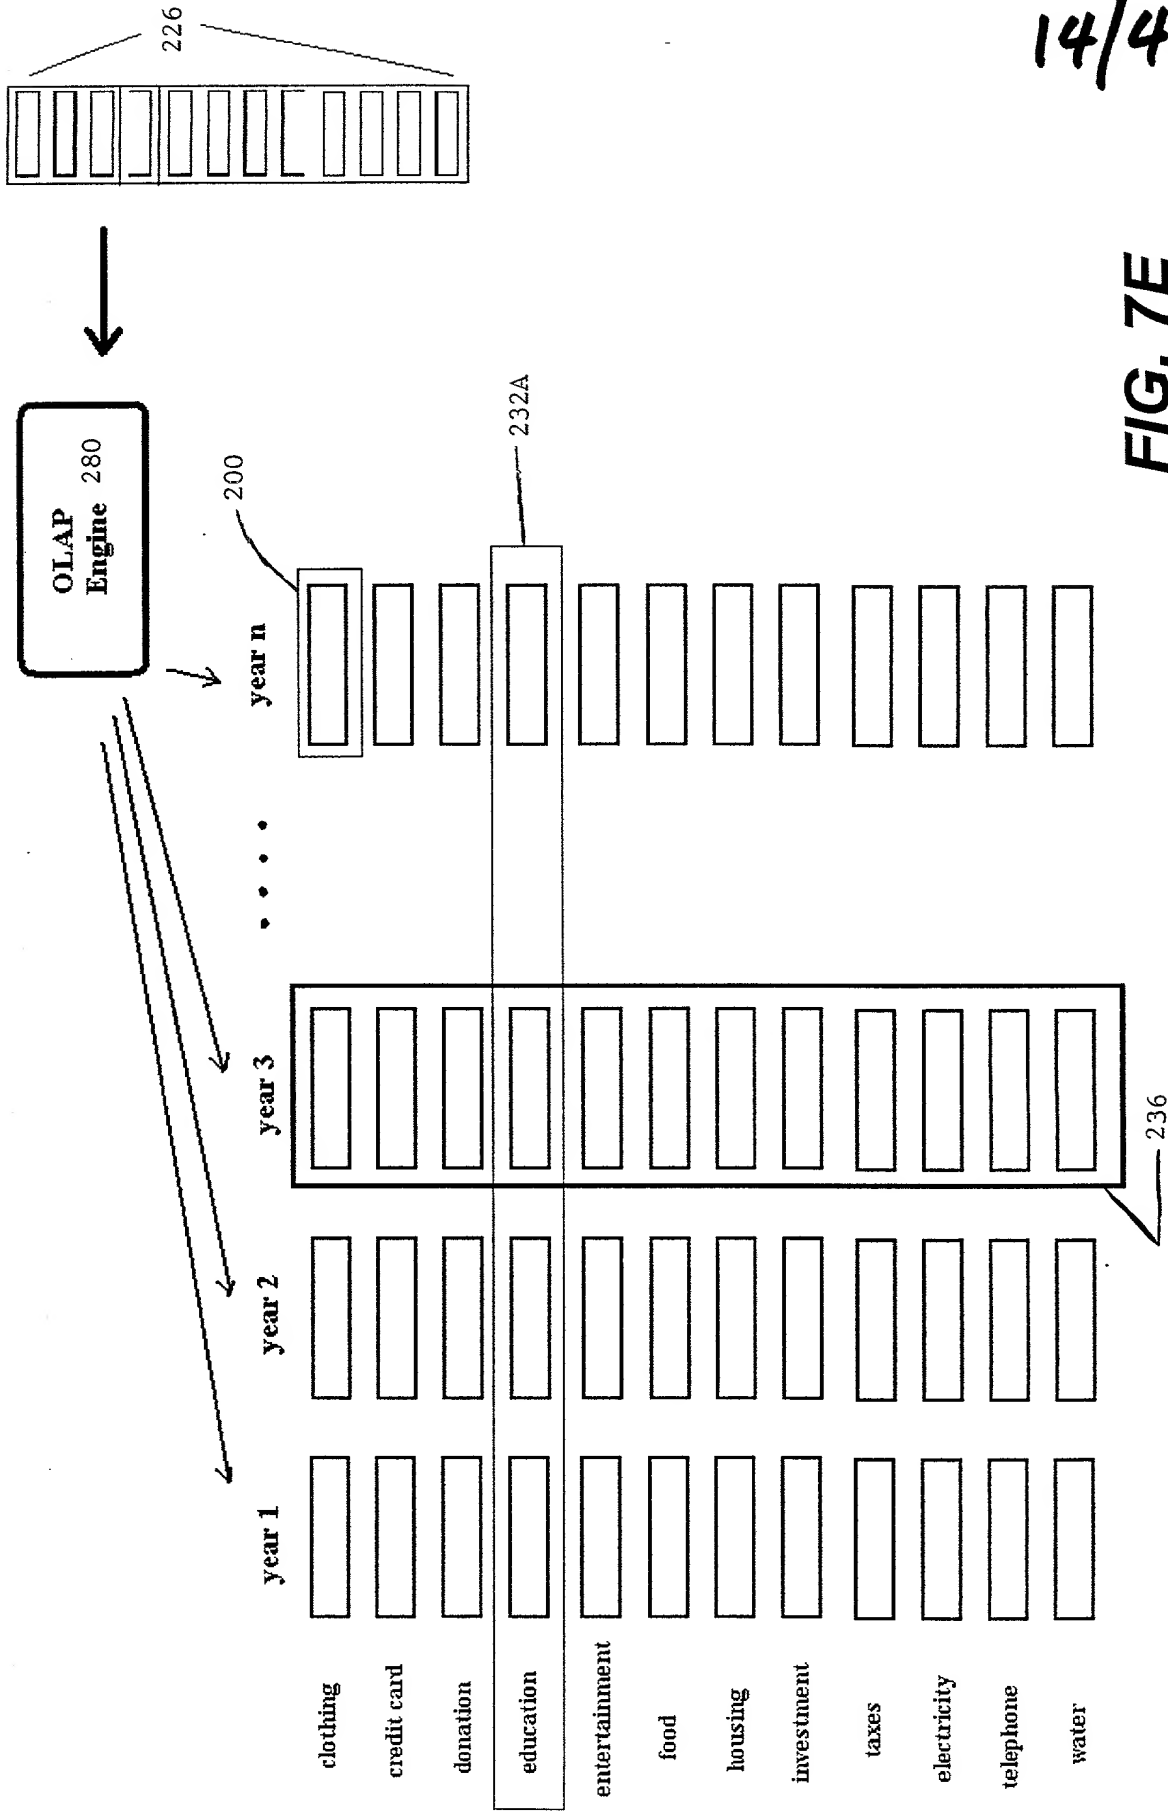 14/4
226
OLAP
Engine 280
200
232A
year 1
year 2
year 3
. . . .
year n
clothing
credit card
donation
education
entertainment
food
housing
investment
taxes
electricity
telephone
water
236
FIG. 7E